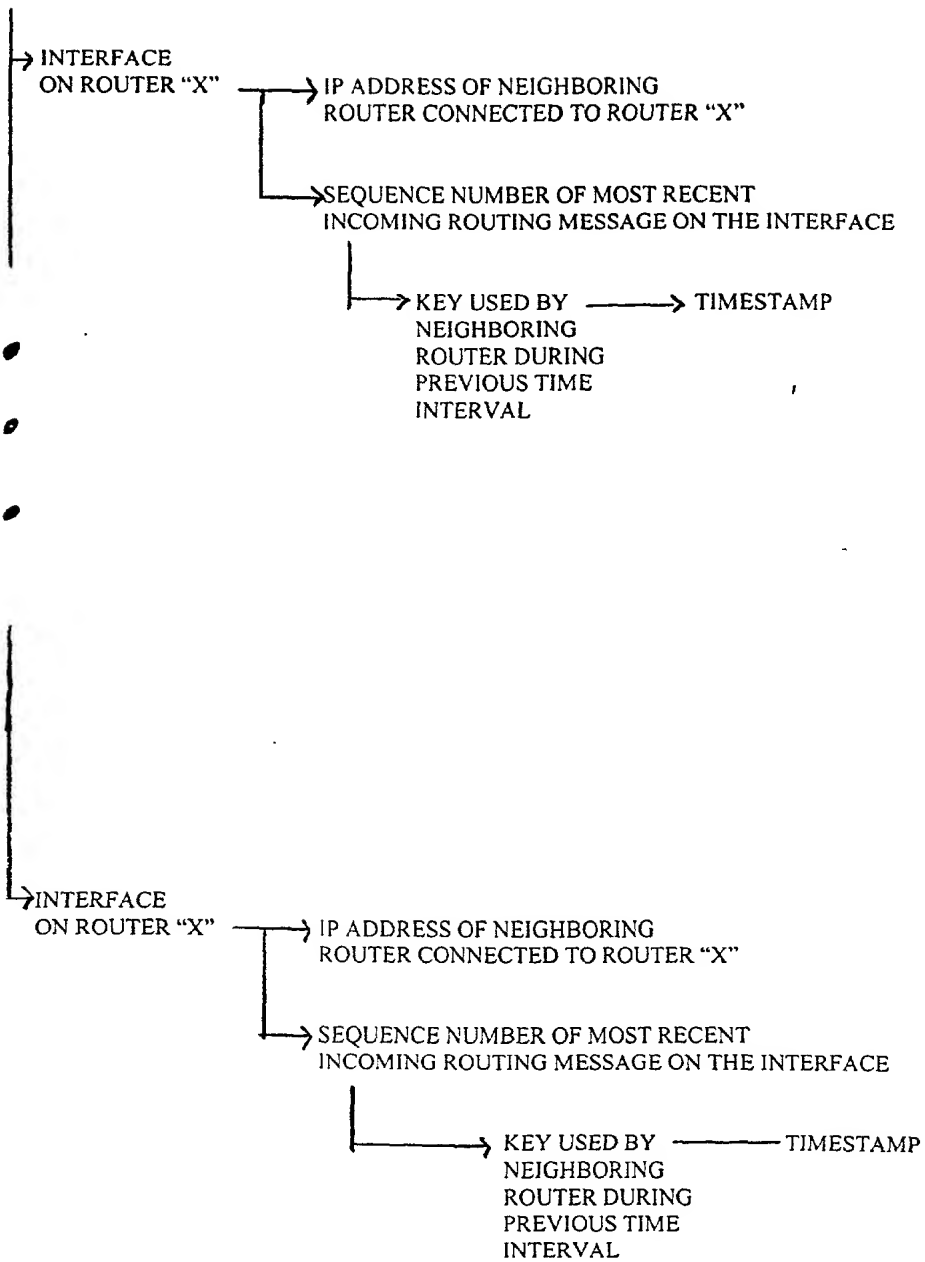 INTERFACE
ON ROUTER “X”
IP ADDRESS OF NEIGHBORING
ROUTER CONNECTED TO ROUTER “X”
SEQUENCE NUMBER OF MOST RECENT
INCOMING ROUTING MESSAGE ON THE INTERFACE
KEY USED BY
NEIGHBORING
ROUTER DURING
PREVIOUS TIME
INTERVAL
TIMESTAMP
INTERFACE
ON ROUTER “X”
IP ADDRESS OF NEIGHBORING
ROUTER CONNECTED TO ROUTER “X”
SEQUENCE NUMBER OF MOST RECENT
INCOMING ROUTING MESSAGE ON THE INTERFACE
KEY USED BY
NEIGHBORING
ROUTER DURING
PREVIOUS TIME
INTERVAL
TIMESTAMP